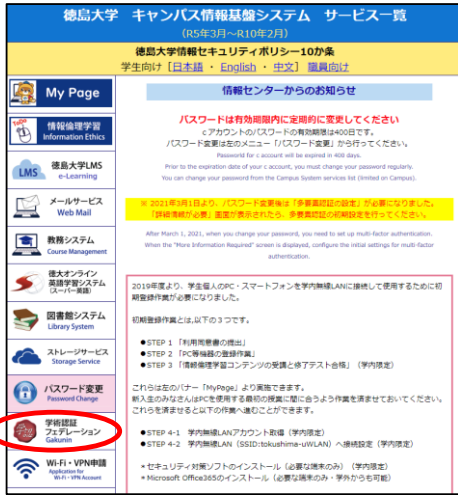 徳島大学 キャンパス情報基盤システム サービス一覧
(R5年3月～R10年2月)
徳島大学情報セキュリティポリシー10か条
学生向け [日本語 ・ English ・ 中文] 職員向け
My Page
情報センターからのお知らせ
パスワードは有効期限内に定期的に変更してください
cアカウントのパスワードの有効期限は400日です。
パスワード変更は左のメニュー「パスワード変更」から行ってください。
Password for c account will be expired in 400 days.
Prior to the expiration date of your c account, you must change your password regularly.
You can change your password from the Campus System services list (limited on Campus).
※ 2021年3月1日より、パスワード変更後は「多要素認証の設定」が必要になりました。
「詳細情報が必要」画面が表示されたら、多要素認証の初期設定を行ってください。
After March 1, 2021, when you change your password, you need to set up multi-factor authentication.
When the "More Information Required" screen is displayed, configure the initial settings for multi-factor
authentication.
2019年度より、学生個人のPC・スマートフォンを学内無線LANに接続して使用するために初
期登録作業が必要になりました。
初期登録作業とは,以下の３つです。
●STEP 1 「利用同意書の提出」
●STEP 2 「PC等機器の登録作業」
●STEP 3 「情報倫理学習コンテンツの受講と修了テスト合格」（学内限定）
これらは左のバナー「MyPage」より実施できます。
新入生のみなさんはPCを使用する最初の授業に間に合うよう作業を済ませておいてください。
これらを済ませると以下の作業へ進むことができます。
●STEP 4-1 学内無線LANアカウント取得（学内限定）
●STEP 4-2 学内無線LAN（SSID:tokushima-uWLAN）へ接続設定（学内限定）
＊セキュリティ対策ソフトのインストール（必要な端末のみ）（学内限定）
＊Microsoft Office365のインストール（必要な端末のみ・学外からも可能）
情報倫理学習
Information Ethics
LMS
徳島大学LMS
e-Learning
メールサービス
Web Mail
教務システム
Course Management
徳大オンライン
英語学習システム
(スーパー英語)
図書館システム
Library System
ストレージサービス
Storage Service
パスワード変更
Password Change
学術認証
フェデレーション
Gakunin
Wi-Fi・VPN申請
Application for
Wi-Fi・VPN Account